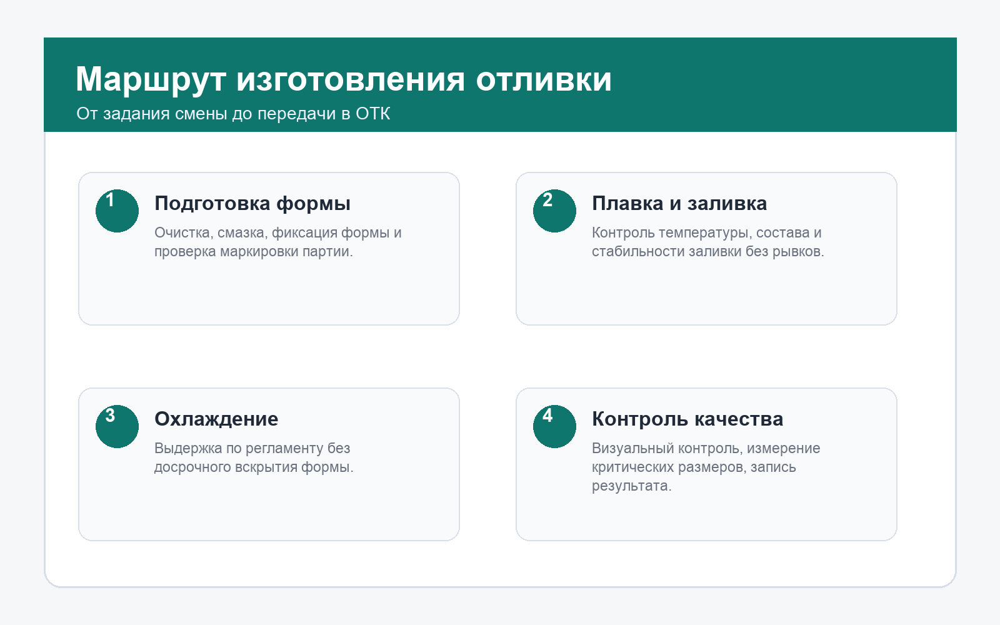 Маршрут изготовления отливки
От задания смены до передачи в ОТК
1
Подготовка формы
Очистка, смазка, фиксация формы и
проверка маркировки партии.
2
Плавка и заливка
Контроль температуры, состава и
стабильности заливки без рывков.
3
Охлаждение
Выдержка по регламенту без
досрочного вскрытия формы.
4
Контроль качества
Визуальный контроль, измерение
критических размеров, запись
результата.